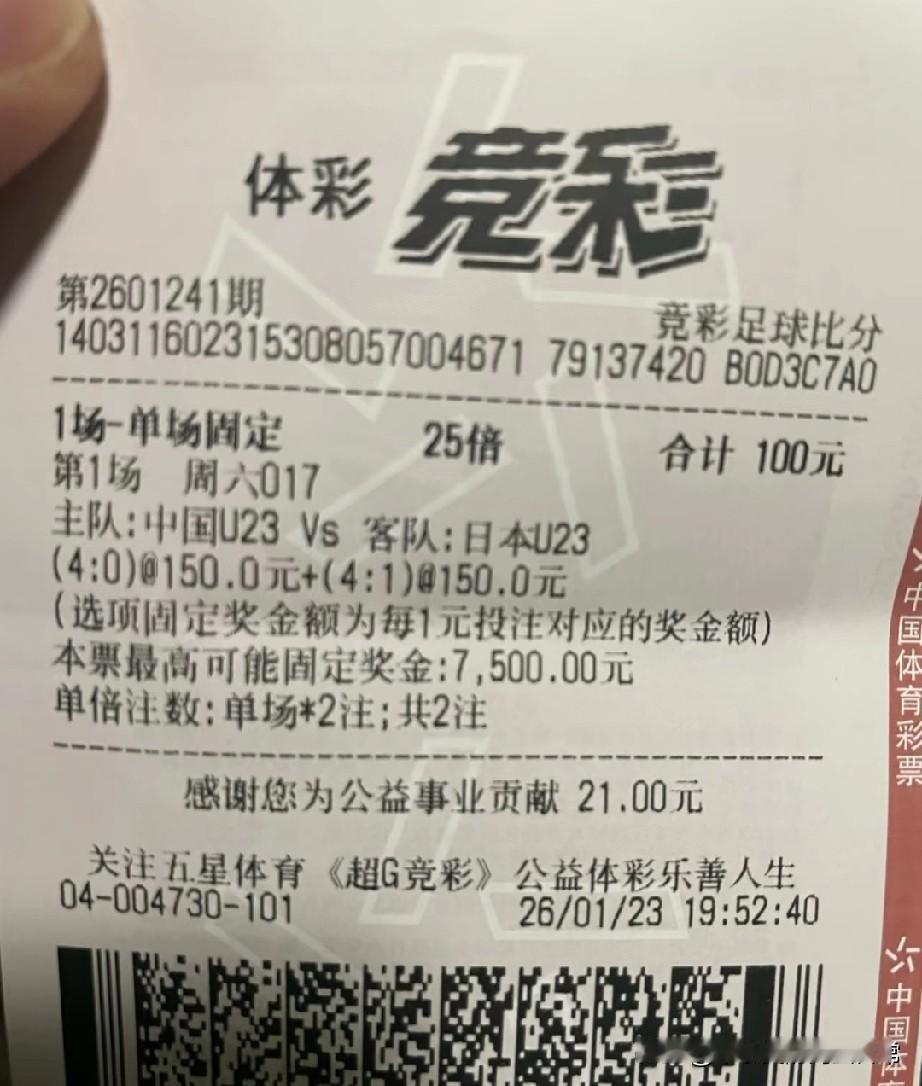 体彩 竞彩
第2601241期
竞彩足球比分
140311602315308057004671 79137420 B0D3C7A0
1场-单场固定 25倍 合计 100元
第1场 周六017
主队:中国U23 Vs 客队:日本U23
(4:0)@150.0元+(4:1)@150.0元
(选项固定奖金额为每1元投注对应的奖金额)
本票最高可能固定奖金:7,500.00元
单倍注数:单场*2注;共2注
感谢您为公益事业贡献 21.00元
关注五星体育《超G竞彩》公益体彩乐善人生
04-004730-101 26/01/23 19:52:40
中国体育彩票
中国体育